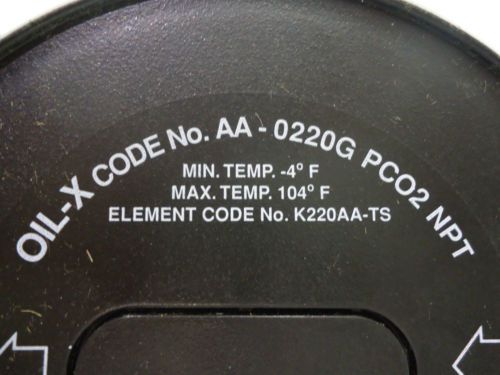 OIL-X CODE No. AA - 0220G PCO2 NPT
MIN. TEMP. -4° F
MAX. TEMP. 104° F
ELEMENT CODE No. K220AA-TS